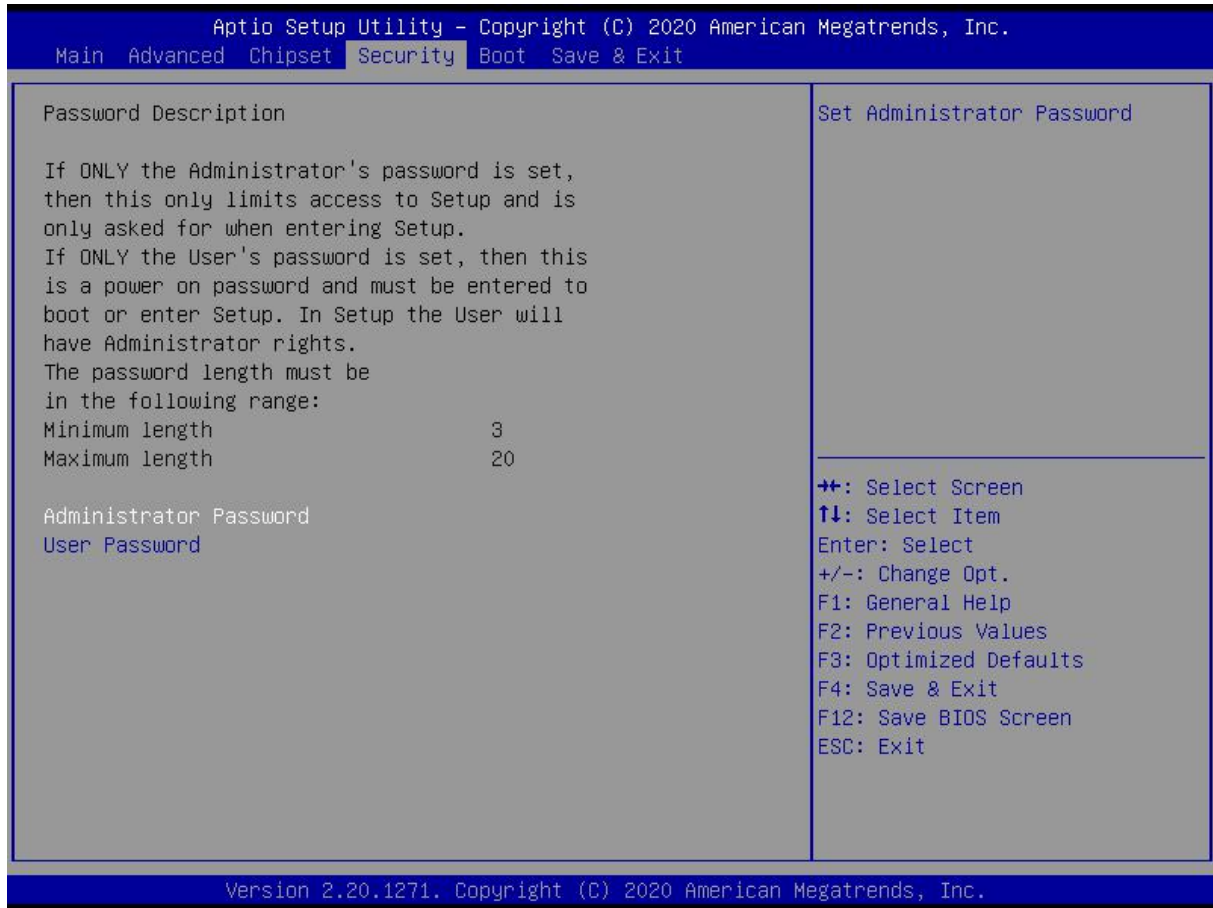 Aptio Setup Utility – Copyright (C) 2020 American Megatrends, Inc.
Main Advanced Chipset Security Boot Save & Exit
Password Description
If ONLY the Administrator's password is set,
then this only limits access to Setup and is
only asked for when entering Setup.
If ONLY the User's password is set, then this
is a power on password and must be entered to
boot or enter Setup. In Setup the User will
have Administrator rights.
The password length must be
in the following range:
Minimum length 3
Maximum length 20
Administrator Password
User Password
Set Administrator Password
→←: Select Screen
↑↓: Select Item
Enter: Select
+/-: Change Opt.
F1: General Help
F2: Previous Values
F3: Optimized Defaults
F4: Save & Exit
F12: Save BIOS Screen
ESC: Exit
Version 2.20.1271. Copyright (C) 2020 American Megatrends, Inc.